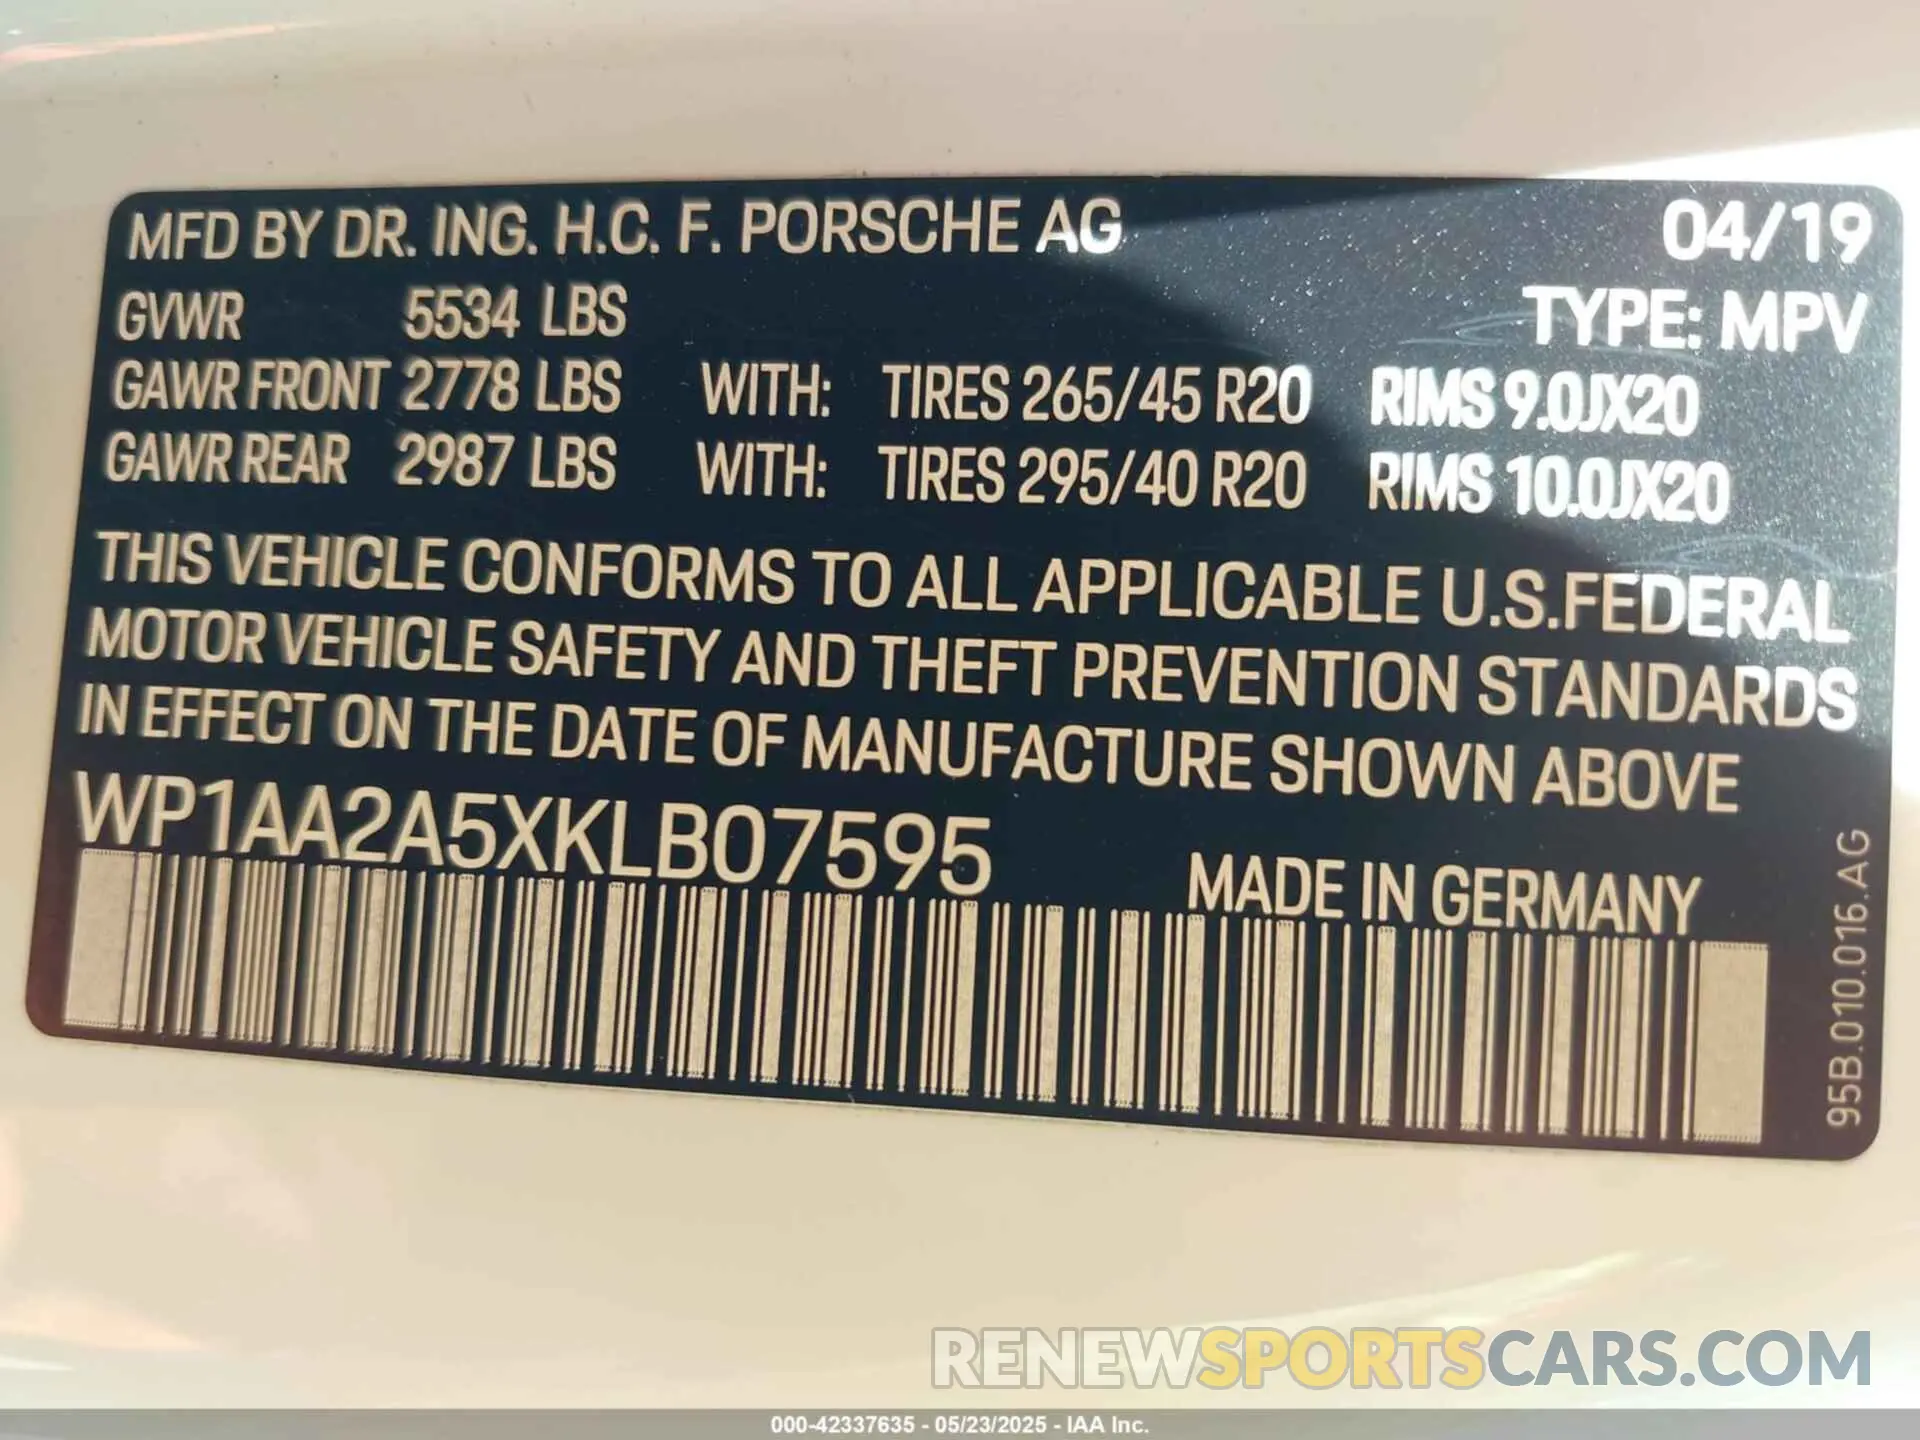 MFD BY DR. ING. H.C. F. PORSCHE AG 04/19
GVWR 5534 LBS TYPE: MPV
GAWR FRONT 2778 LBS WITH: TIRES 265/45 R20 RIMS 9.0JX20
GAWR REAR 2987 LBS WITH: TIRES 295/40 R20 RIMS 10.0JX20
THIS VEHICLE CONFORMS TO ALL APPLICABLE U.S.FEDERAL
MOTOR VEHICLE SAFETY AND THEFT PREVENTION STANDARDS
IN EFFECT ON THE DATE OF MANUFACTURE SHOWN ABOVE
WP1AA2A5XKLB07595
MADE IN GERMANY
95B.010.016.AG
RENEWSPORTSCARS.COM
000-42337635 - 05/23/2025 - IAA Inc.